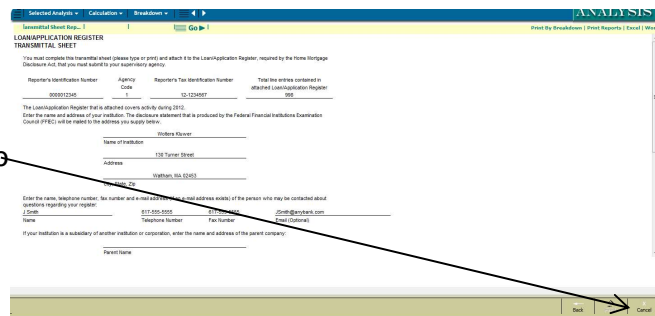 Selected Analysis Calculation Breakdown
ANALYSIS
Transmittal Sheet Rep... Go
Print By Breakdown | Print Reports | Excel |
LOAN/APPLICATION REGISTER
TRANSMITTAL SHEET
You must complete this transmittal sheet (please type or print) and attach it to the Loan/Application Register, required by the Home Mortgage
Disclosure Act, that you must submit to your supervisory agency.
Reporter's Identification Number Agency Code Reporter's Tax Identification Number Total line entries contained in attached Loan/Application Register
0000012345 1 12-1234567 998
The Loan/Application Register that is attached covers activity during 2012.
Enter the name and address of your institution. The disclosure statement that is produced by the Federal Financial Institutions Examination
Council (FFIEC) will be mailed to the address you supply below.
Wolters Kluwer
Name of Institution
130 Turner Street
Address
Waltham, MA 02453
City, State, Zip
Enter the name, telephone number, fax number and e-mail address (if an e-mail address exists) of the person who may be contacted about
questions regarding your register:
J Smith 617-555-5555 JSmith@anybank.com
Name Telephone Number Fax Number Email (Optional)
If your institution is a subsidiary of another institution or corporation, enter the name and address of the parent company:
Parent Name
Back Cancel